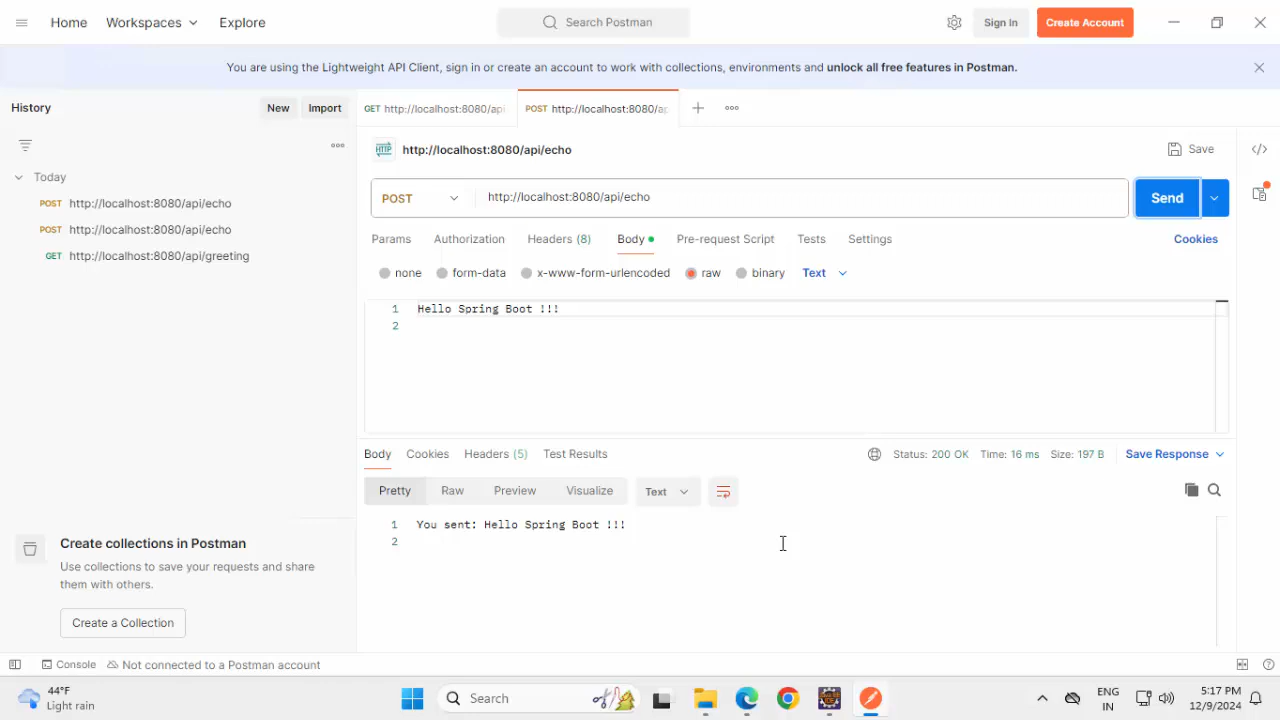 Home
Workspaces
Explore
Search Postman
Sign In
Create Account
You are using the Lightweight API Client, sign in or create an account to work with collections, environments and unlock all free features in Postman.
History
New
Import
GET http://localhost:8080/api
POST http://localhost:8080/ap
HTTP
http://localhost:8080/api/echo
Save
Today
POST http://localhost:8080/api/echo
POST http://localhost:8080/api/echo
GET http://localhost:8080/api/greeting
POST
http://localhost:8080/api/echo
Send
Params
Authorization
Headers (8)
Body
Pre-request Script
Tests
Settings
Cookies
none
form-data
x-www-form-urlencoded
raw
binary
Text
1 Hello Spring Boot !!!
2
Body
Cookies
Headers (5)
Test Results
Status: 200 OK
Time: 16 ms
Size: 197 B
Save Response
Pretty
Raw
Preview
Visualize
Text
1 You sent: Hello Spring Boot !!!
2
Create collections in Postman
Use collections to save your requests and share
them with others.
Create a Collection
Console
Not connected to a Postman account
44°F
Light rain
Search
ENG
IN
5:17 PM
12/9/2024